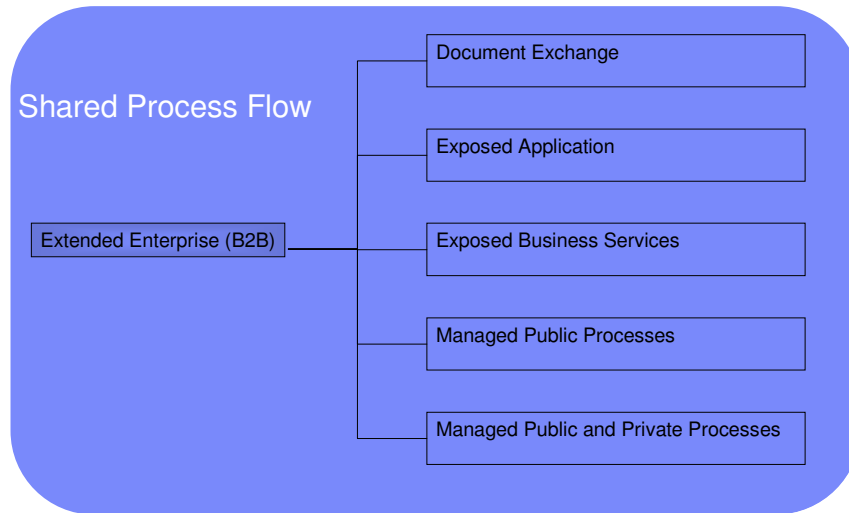 Shared Process Flow
Extended Enterprise (B2B)
Document Exchange
Exposed Application
Exposed Business Services
Managed Public Processes
Managed Public and Private Processes